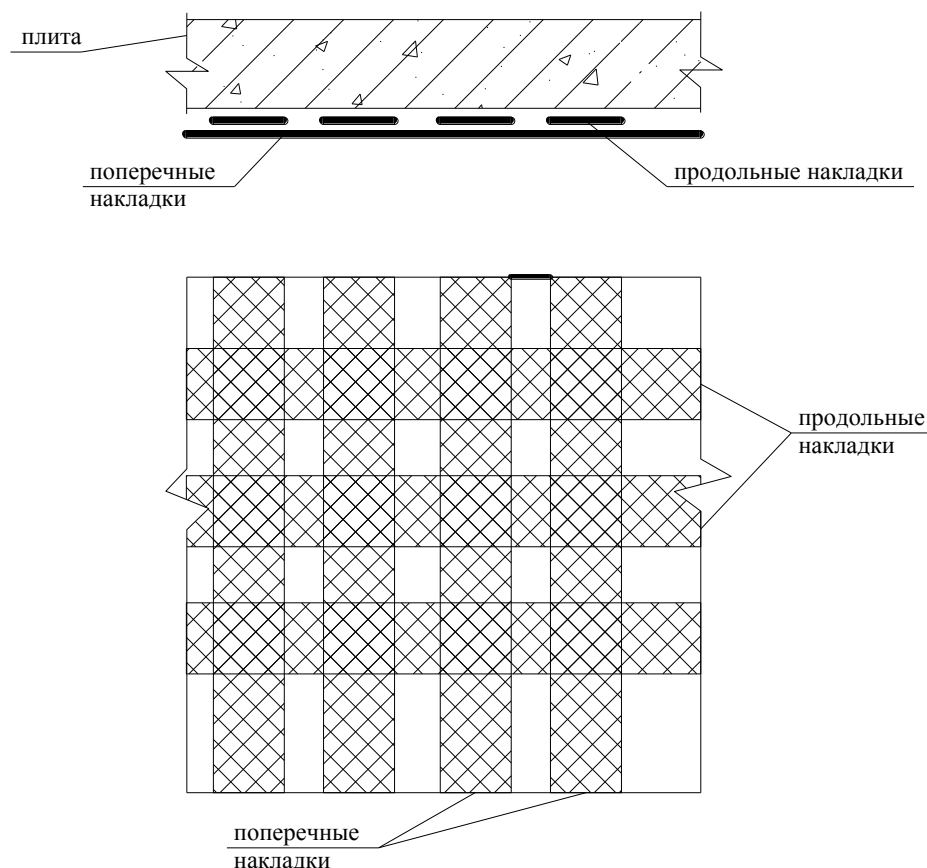 плита
поперечные
накладки
продольные накладки
продольные
накладки
поперечные
накладки